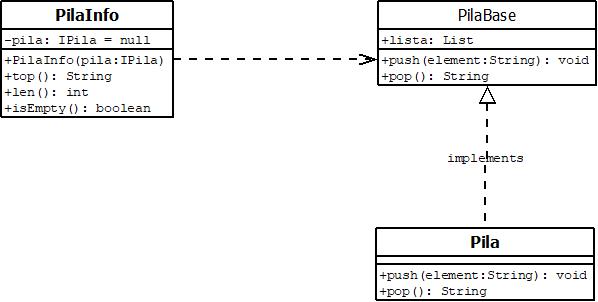 PilaInfo
-pila: IPila = null
+PilaInfo(pila:IPila)
+top(): String
+len(): int
+isEmpty(): boolean
PilaBase
+lista: List
+push(element:String): void
+pop(): String
implements
Pila
+push(element:String): void
+pop(): String